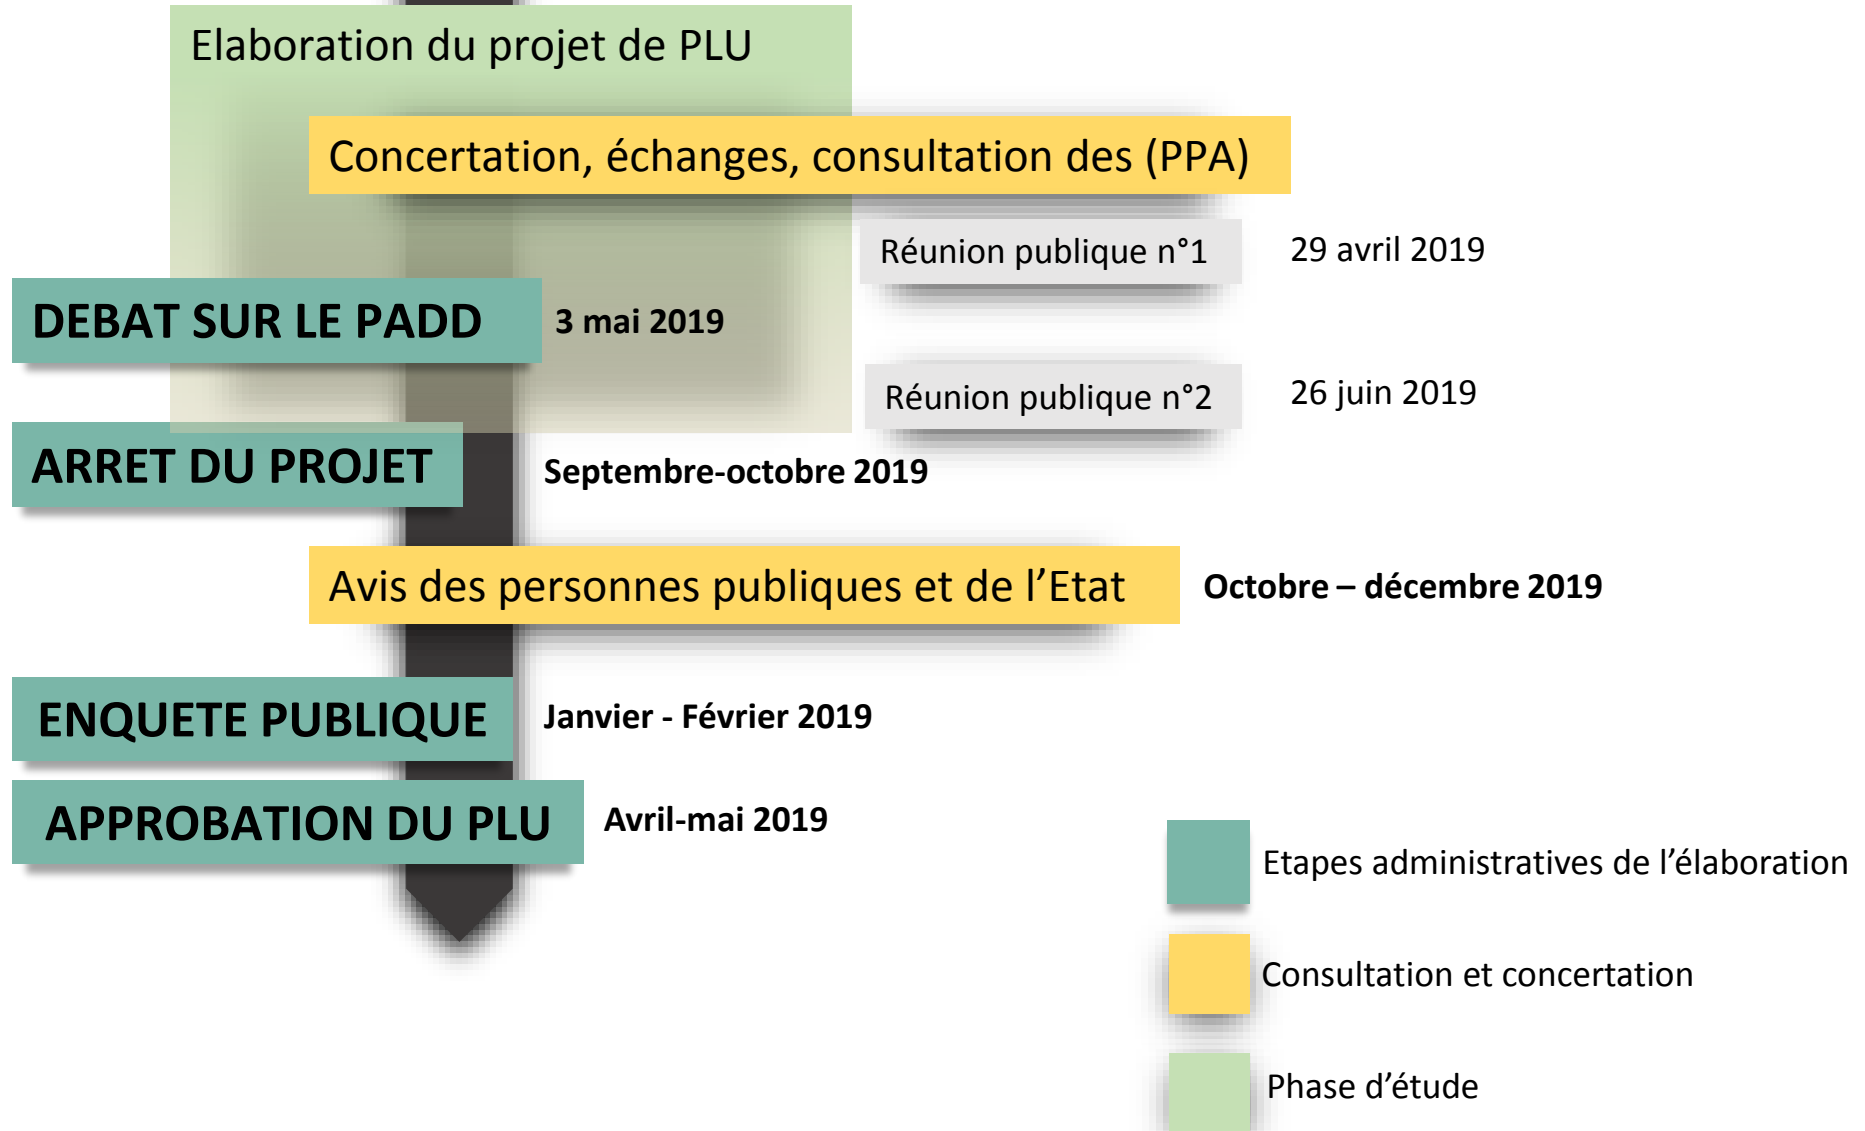 Elaboration du projet de PLU
Concertation, échanges, consultation des (PPA)
Réunion publique n°1
29 avril 2019
DEBAT SUR LE PADD
3 mai 2019
Réunion publique n°2
26 juin 2019
ARRET DU PROJET
Septembre-octobre 2019
Avis des personnes publiques et de l’Etat
Octobre – décembre 2019
ENQUETE PUBLIQUE
Janvier - Février 2019
APPROBATION DU PLU
Avril-mai 2019
Etapes administratives de l’élaboration
Consultation et concertation
Phase d’étude